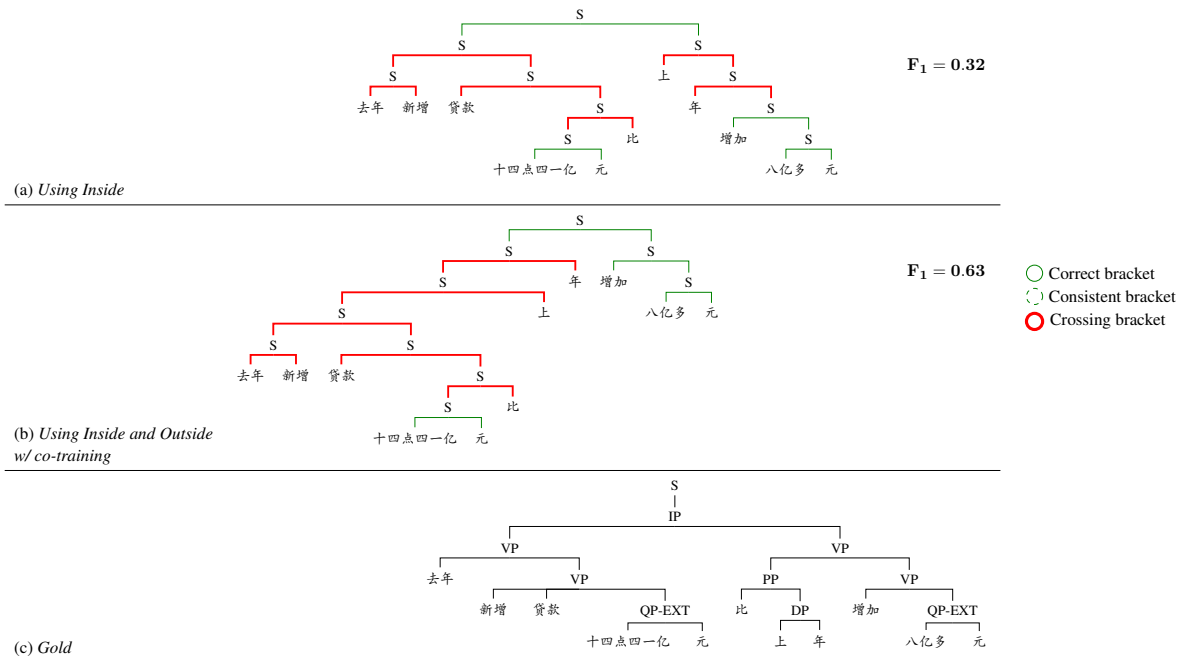 S
S S
F₁ = 0.32
S S 上 S
去年 新增 贷款 S 年 S
S 比 增加 S
十四点四一亿 元 八亿多 元
(a) Using Inside
S
S S
F₁ = 0.63
S 年 增加 S
S 上 八亿多 元
S S
去年 新增 贷款 S
S 比
十四点四一亿 元
(b) Using Inside and Outside
w/ co-training
Correct bracket
Consistent bracket
Crossing bracket
S
IP
VP VP
去年 VP PP VP
新增 贷款 QP-EXT 比 DP 增加 QP-EXT
十四点四一亿 元 上 年 八亿多 元
(c) Gold